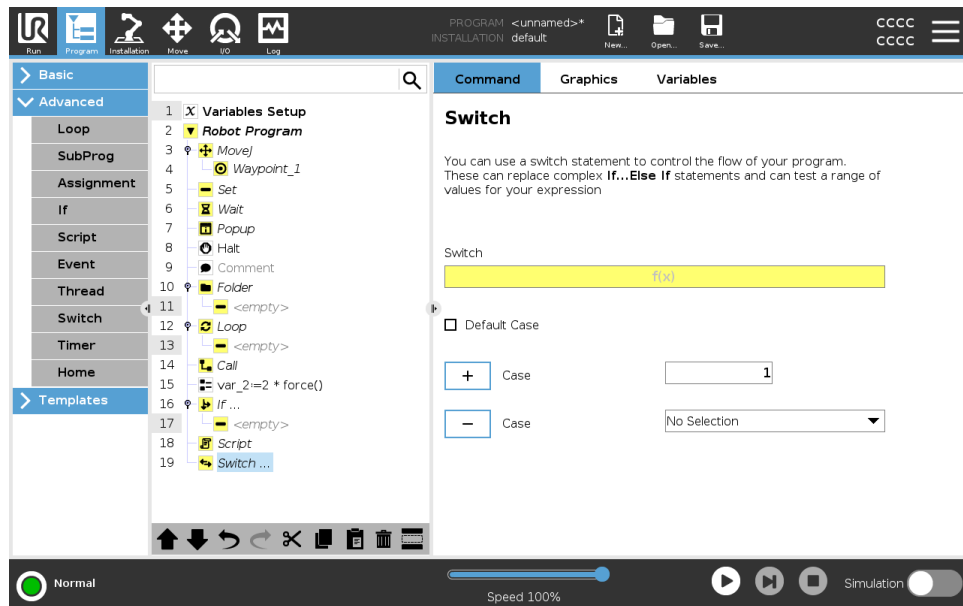 PROGRAM <unnamed>*
INSTALLATION default
CCCC
CCCC
Run
Program
Installation
Move
I/O
Log
New...
Open...
Save...
Basic
Advanced
Loop
SubProg
Assignment
If
Script
Event
Thread
Switch
Timer
Home
Templates
1 X Variables Setup
2 Robot Program
3 MoveJ
4 Waypoint_1
5 Set
6 Wait
7 Popup
8 Halt
9 Comment
10 Folder
11 <empty>
12 Loop
13 <empty>
14 Call
15 var_2:=2 * force()
16 If ...
17 <empty>
18 Script
19 Switch ...
Command
Graphics
Variables
Switch
You can use a switch statement to control the flow of your program.
These can replace complex If...Else If statements and can test a range of
values for your expression
Switch
f(x)
Default Case
+ Case 1
− Case No Selection
Normal
Speed 100%
Simulation